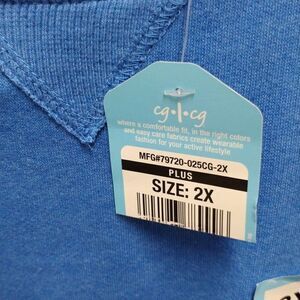 cg·l·cg
where a comfortable fit, in the right colors
and easy care fabrics create wearable
fashion for your active lifestyle
MFG#79720-025CG-2X
PLUS
SIZE: 2X